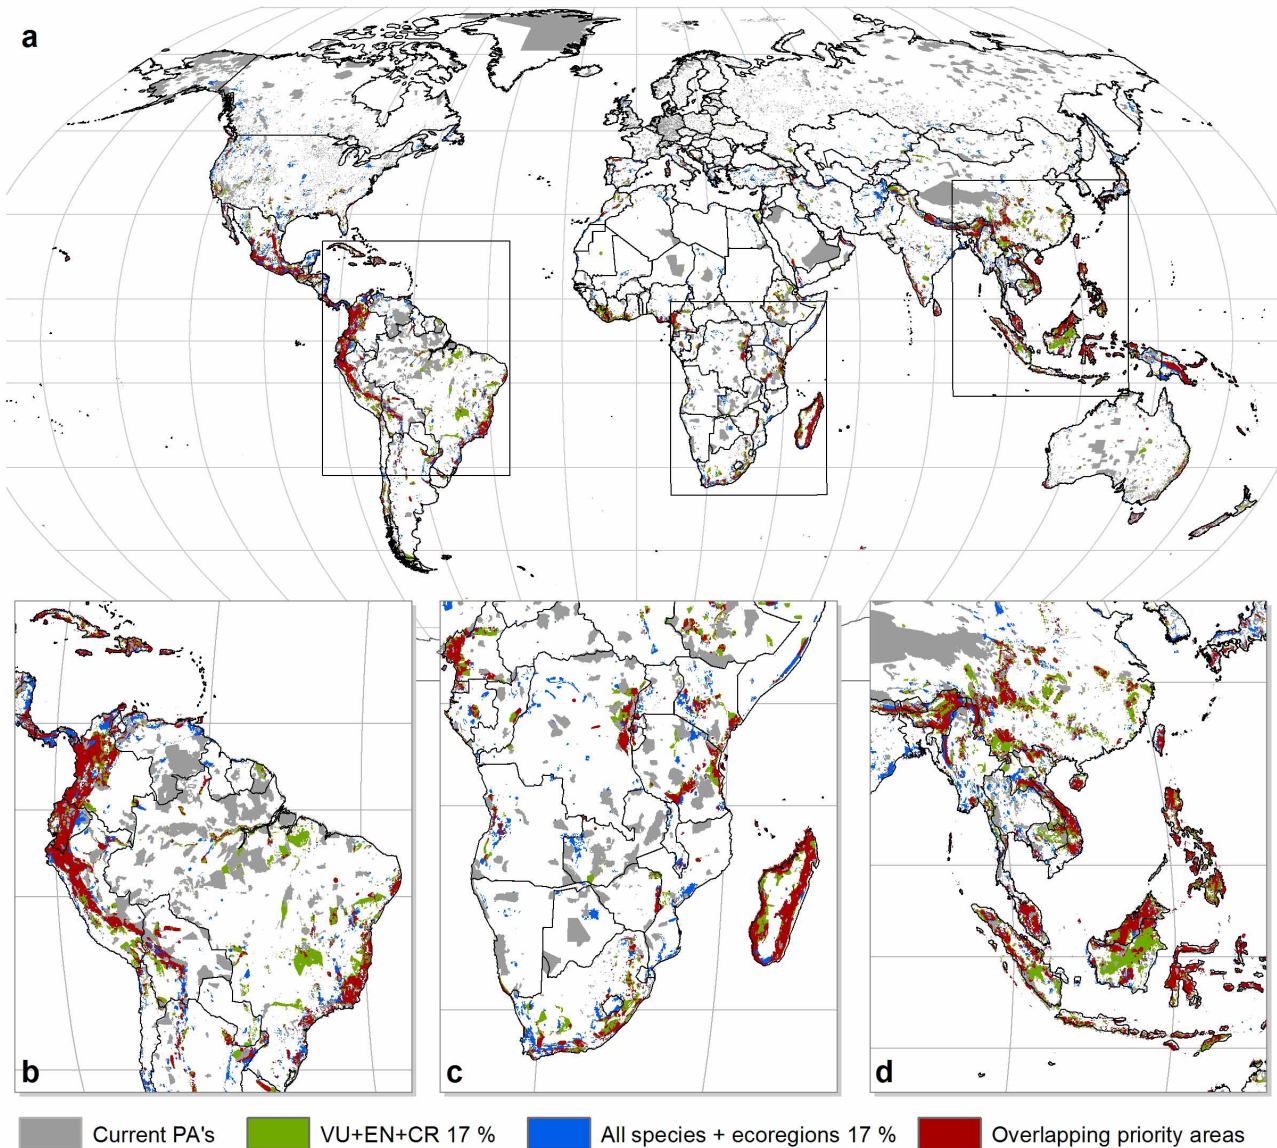 a
b
c
d
Current PA's
VU+EN+CR 17 %
All species + ecoregions 17 %
Overlapping priority areas